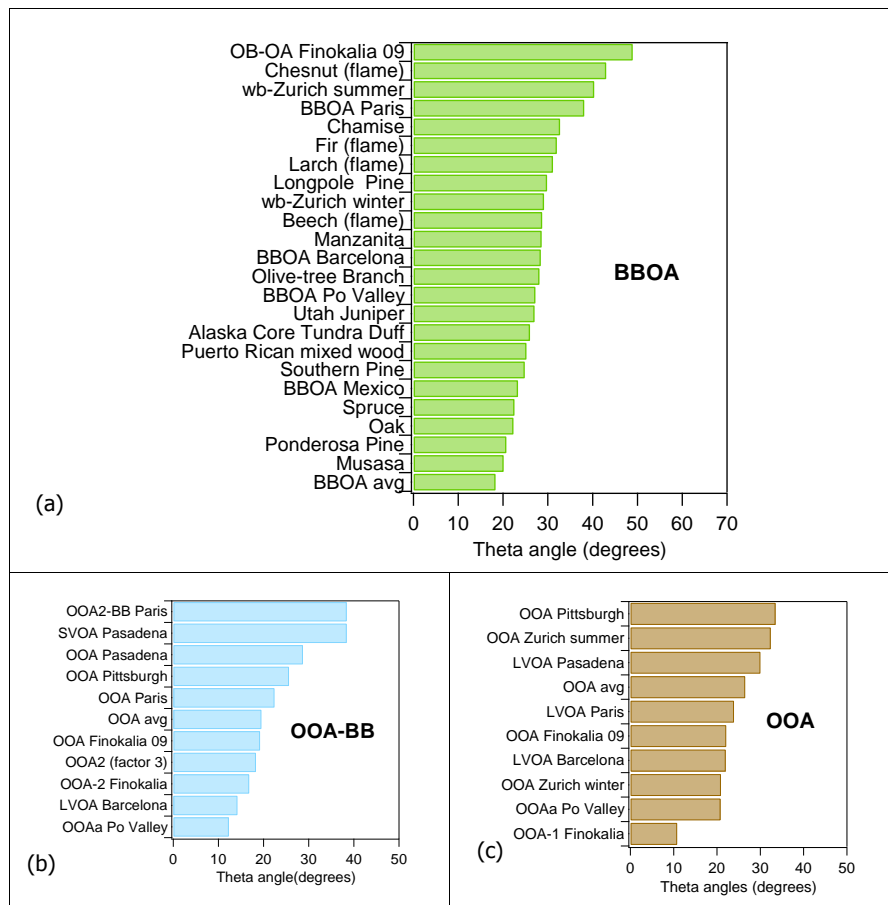 OB-OA Finokalia 09
Chesnut (flame)
wb-Zurich summer
BBOA Paris
Chamise
Fir (flame)
Larch (flame)
Longpole Pine
wb-Zurich winter
Beech (flame)
Manzanita
BBOA Barcelona
Olive-tree Branch
BBOA Po Valley
Utah Juniper
Alaska Core Tundra Duff
Puerto Rican mixed wood
Southern Pine
BBOA Mexico
Spruce
Oak
Ponderosa Pine
Musasa
BBOA avg
BBOA
(a)
0 10 20 30 40 50 60 70
Theta angle (degrees)
OOA2-BB Paris
SVOA Pasadena
OOA Pasadena
OOA Pittsburgh
OOA Paris
OOA avg
OOA Finokalia 09
OOA2 (factor 3)
OOA-2 Finokalia
LVOA Barcelona
OOAa Po Valley
OOA-BB
(b)
0 10 20 30 40 50
Theta angle(degrees)
OOA Pittsburgh
OOA Zurich summer
LVOA Pasadena
OOA avg
LVOA Paris
OOA Finokalia 09
LVOA Barcelona
OOA Zurich winter
OOAa Po Valley
OOA-1 Finokalia
OOA
(c)
0 10 20 30 40 50
Theta angles (degrees)